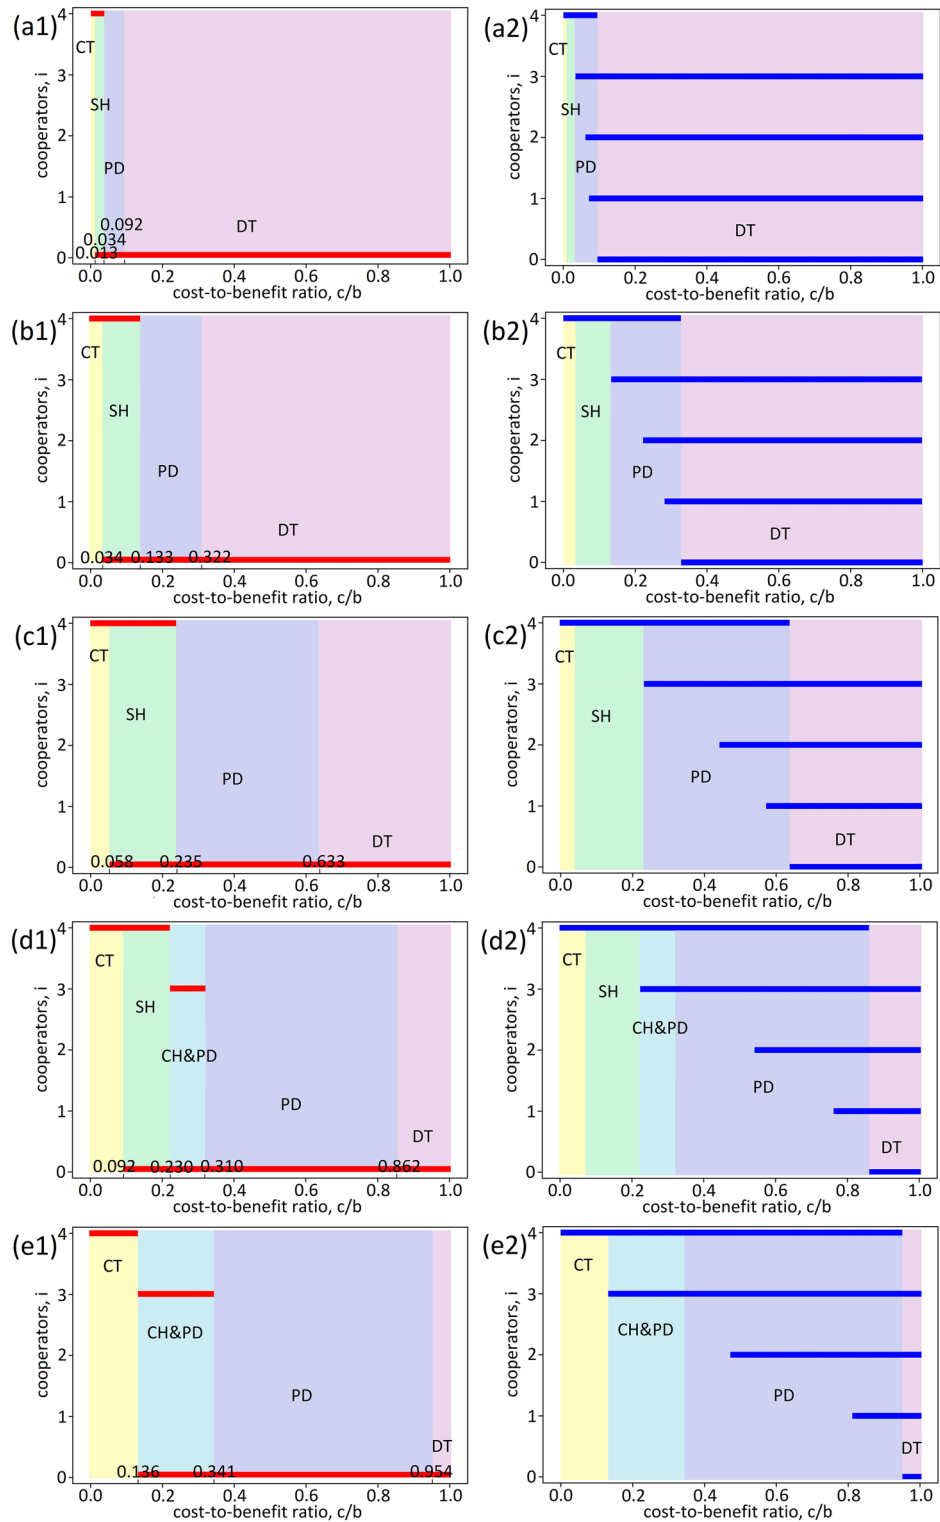 (a1)
cooperators, i
4
3
2
1
0
CT
SH
PD
DT
0.092
0.034
0.013
0.0
0.2
0.4
0.6
0.8
1.0
cost-to-benefit ratio, c/b
(a2)
cooperators, i
4
3
2
1
0
CT
SH
PD
DT
0.0
0.2
0.4
0.6
0.8
1.0
cost-to-benefit ratio, c/b
(b1)
cooperators, i
4
3
2
1
0
CT
SH
PD
DT
0.034
0.133
0.322
0.0
0.2
0.4
0.6
0.8
1.0
cost-to-benefit ratio, c/b
(b2)
cooperators, i
4
3
2
1
0
CT
SH
PD
DT
0.0
0.2
0.4
0.6
0.8
1.0
cost-to-benefit ratio, c/b
(c1)
cooperators, i
4
3
2
1
0
CT
SH
PD
DT
0.058
0.235
0.633
0.0
0.2
0.4
0.6
0.8
1.0
cost-to-benefit ratio, c/b
(c2)
cooperators, i
4
3
2
1
0
CT
SH
PD
DT
0.0
0.2
0.4
0.6
0.8
1.0
cost-to-benefit ratio, c/b
(d1)
cooperators, i
4
3
2
1
0
CT
SH
CH&PD
PD
DT
0.092
0.230
0.310
0.862
0.0
0.2
0.4
0.6
0.8
1.0
cost-to-benefit ratio, c/b
(d2)
cooperators, i
4
3
2
1
0
CT
SH
CH&PD
PD
DT
0.0
0.2
0.4
0.6
0.8
1.0
cost-to-benefit ratio, c/b
(e1)
cooperators, i
4
3
2
1
0
CT
CH&PD
PD
DT
0.136
0.341
0.954
0.0
0.2
0.4
0.6
0.8
1.0
cost-to-benefit ratio, c/b
(e2)
cooperators, i
4
3
2
1
0
CT
CH&PD
PD
DT
0.0
0.2
0.4
0.6
0.8
1.0
cost-to-benefit ratio, c/b